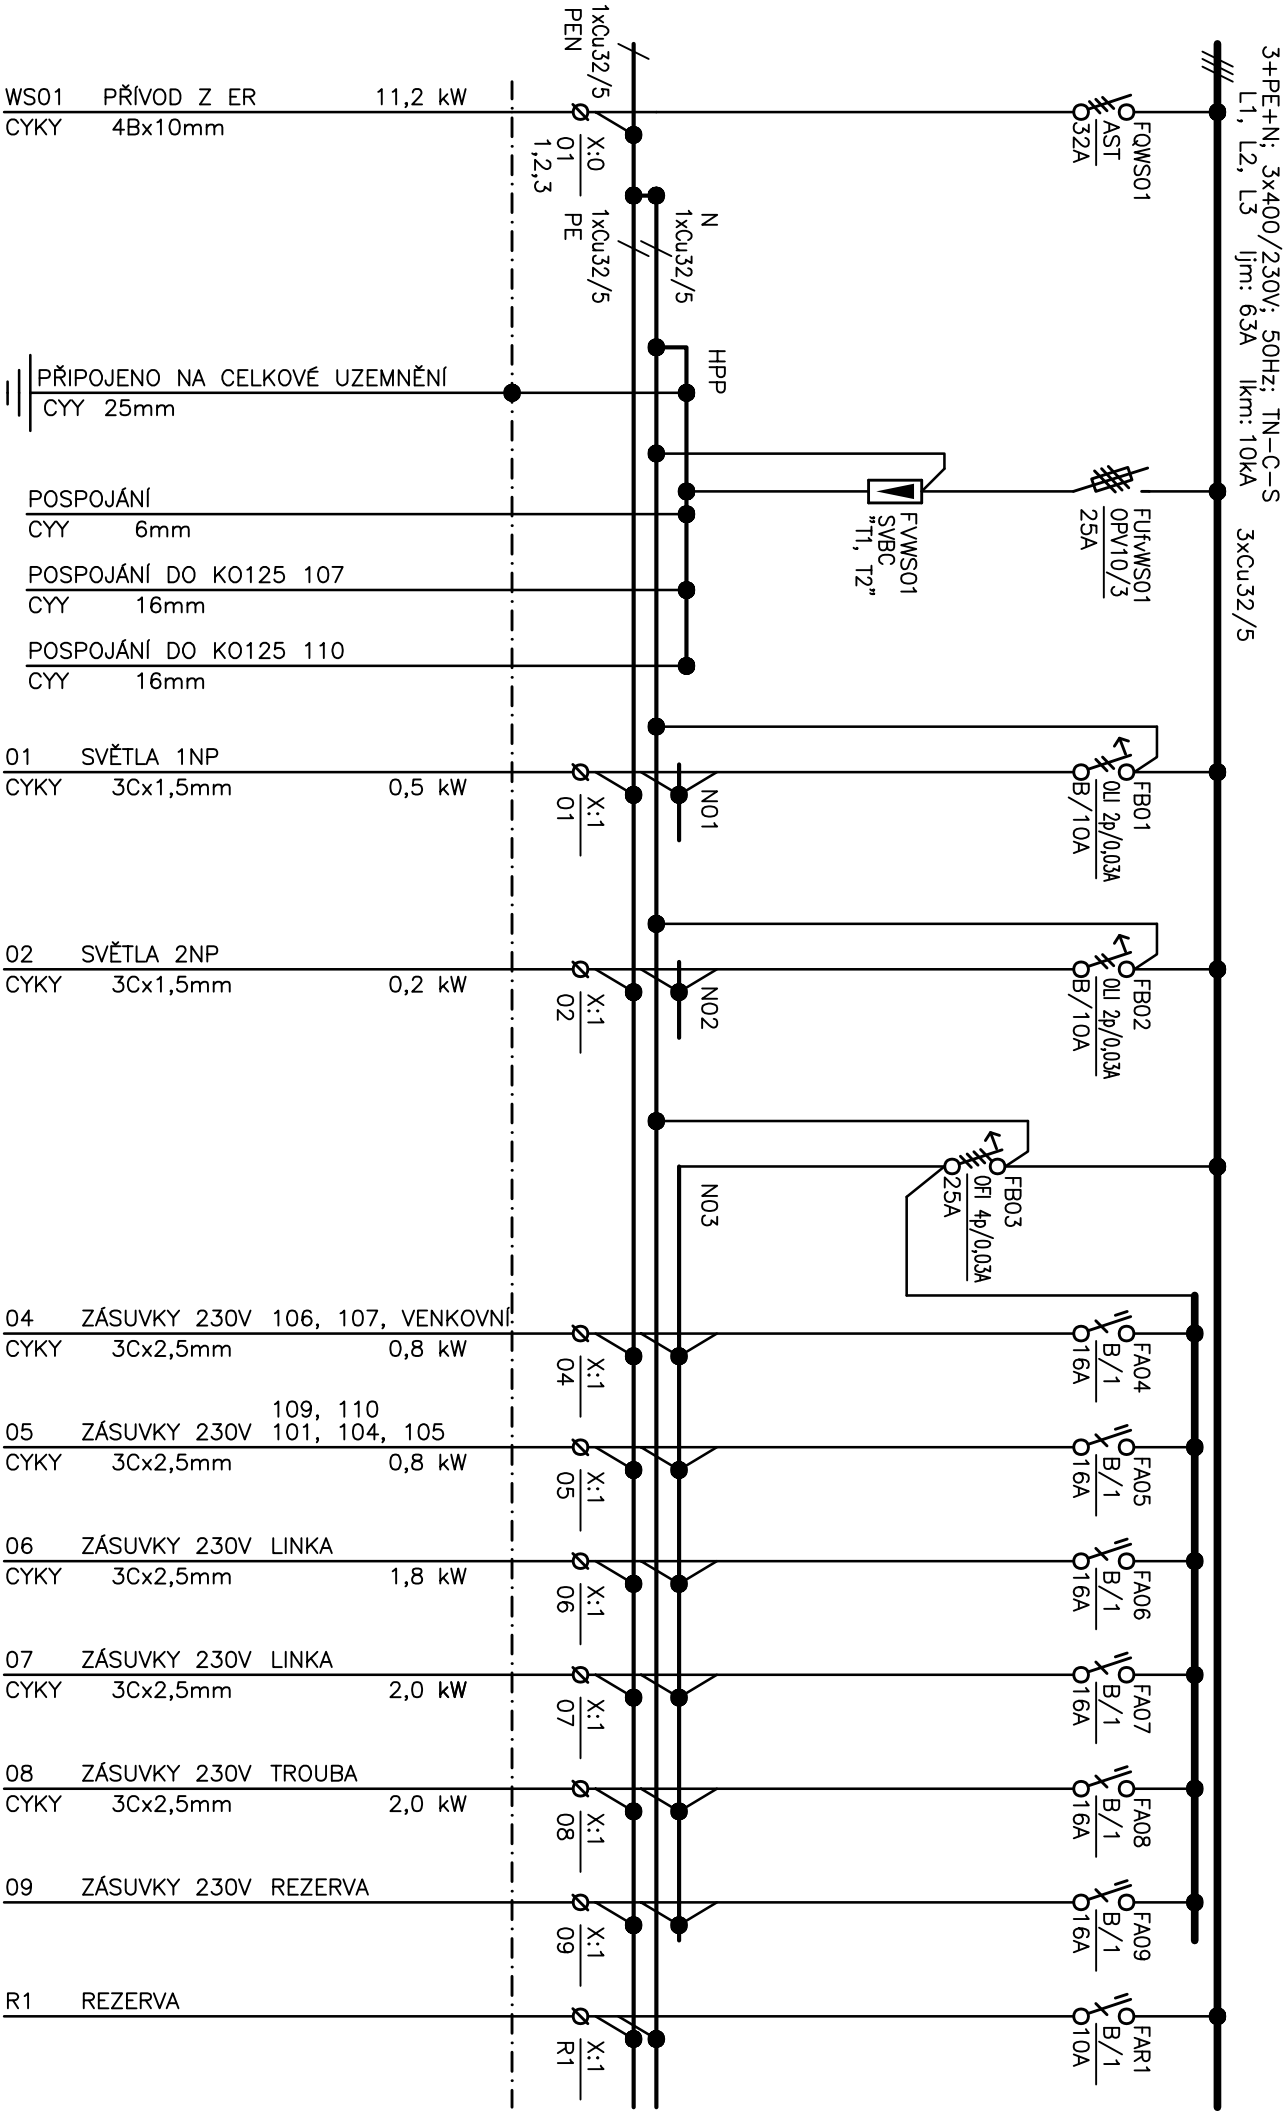 3+PE+N; 3x400/230V; 50Hz; TN-C-S
L1, L2, L3 Ijm: 63A Ikm: 10kA 3xCu32/5
1xCu32/5
PEN
WS01 PŘÍVOD Z ER 11,2 kW
CYKY 4Bx10mm
X:0
01
1,2,3
FQWS01
AST
32A
N
1xCu32/5
1xCu32/5
PE
HPP
PŘIPOJENO NA CELKOVÉ UZEMNĚNÍ
CYY 25mm
POSPOJÁNÍ
CYY 6mm
FVWS01
SVBC
"T1, T2"
FUfvWS01
OPV10/3
25A
POSPOJÁNÍ DO KO125 107
CYY 16mm
POSPOJÁNÍ DO KO125 110
CYY 16mm
01 SVĚTLA 1NP
CYKY 3Cx1,5mm 0,5 kW
X:1
01
N01
FB01
OLI 2p/0,03A
B/10A
02 SVĚTLA 2NP
CYKY 3Cx1,5mm 0,2 kW
X:1
02
N02
FB02
OLI 2p/0,03A
B/10A
N03
FB03
OFI 4p/0,03A
25A
04 ZÁSUVKY 230V 106, 107, VENKOVNÍ
CYKY 3Cx2,5mm 0,8 kW
X:1
04
FA04
B/1
16A
109, 110
05 ZÁSUVKY 230V 101, 104, 105
CYKY 3Cx2,5mm 0,8 kW
X:1
05
FA05
B/1
16A
06 ZÁSUVKY 230V LINKA
CYKY 3Cx2,5mm 1,8 kW
X:1
06
FA06
B/1
16A
07 ZÁSUVKY 230V LINKA
CYKY 3Cx2,5mm 2,0 kW
X:1
07
FA07
B/1
16A
08 ZÁSUVKY 230V TROUBA
CYKY 3Cx2,5mm 2,0 kW
X:1
08
FA08
B/1
16A
09 ZÁSUVKY 230V REZERVA
X:1
09
FA09
B/1
16A
R1 REZERVA
X:1
R1
FAR1
B/1
10A